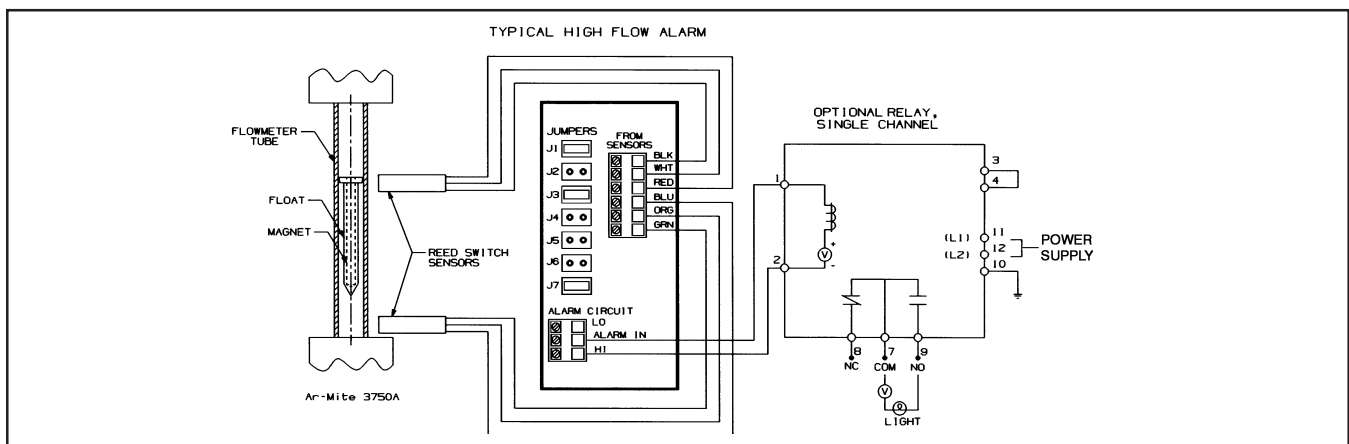 TYPICAL HIGH FLOW ALARM
FLOWMETER
TUBE
FLOAT
MAGNET
REED SWITCH
SENSORS
Ar-Mite 3750A
JUMPERS
J1
J2
J3
J4
J5
J6
J7
FROM
SENSORS
BLK
WHT
RED
BLU
ORG
GRN
ALARM CIRCUIT
LO
ALARM IN
HI
OPTIONAL RELAY,
SINGLE CHANNEL
1
2
V
+
-
3
4
(L1) 11
(L2) 12
10
POWER
SUPPLY
8 7 9
NC COM NO
V
LIGHT